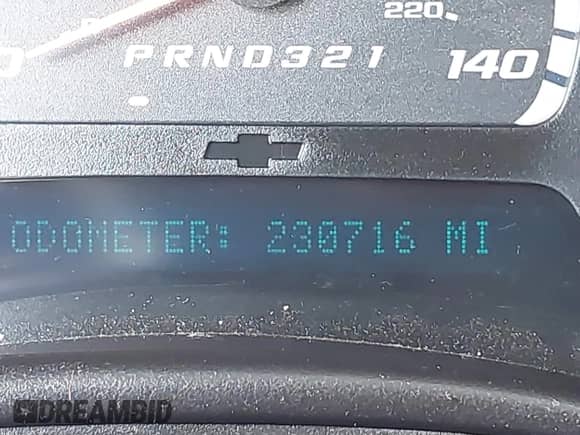 220
PRND321
140
ODOMETER: 230716 MI
DREAMBID